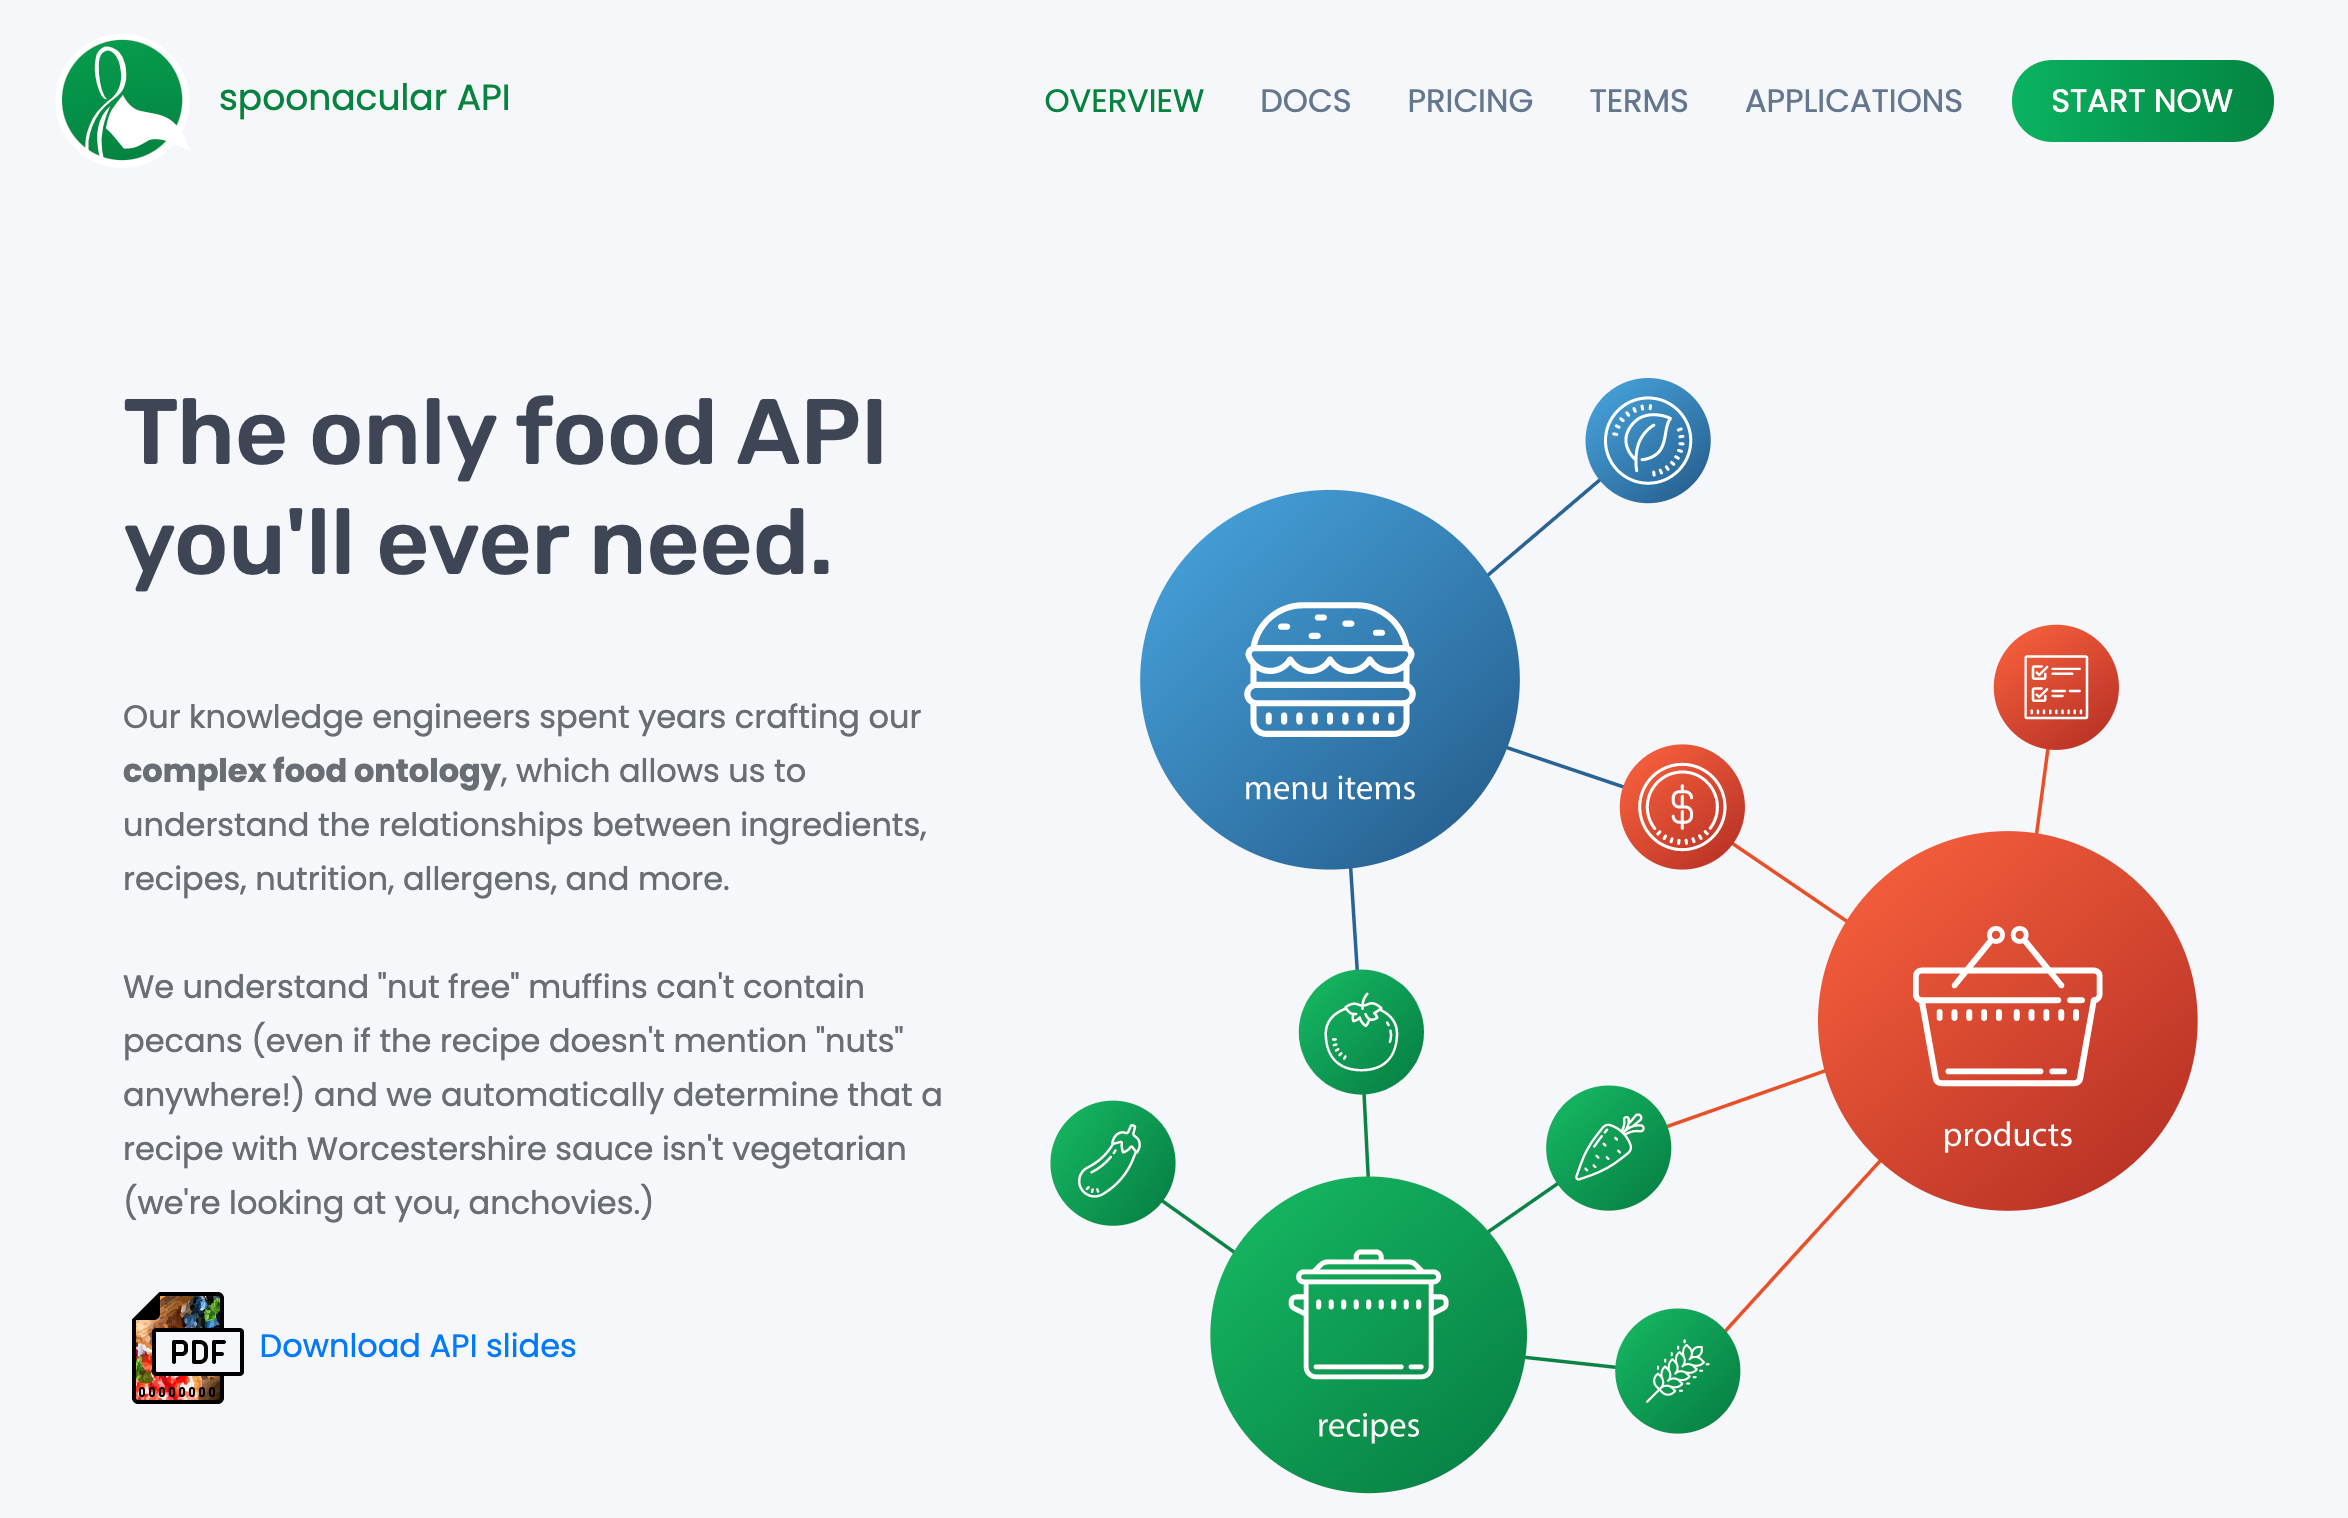 spoonacular API
OVERVIEW
DOCS
PRICING
TERMS
APPLICATIONS
START NOW
The only food API
you'll ever need.
Our knowledge engineers spent years crafting our
complex food ontology, which allows us to
understand the relationships between ingredients,
recipes, nutrition, allergens, and more.
We understand "nut free" muffins can't contain
pecans (even if the recipe doesn't mention "nuts"
anywhere!) and we automatically determine that a
recipe with Worcestershire sauce isn't vegetarian
(we're looking at you, anchovies.)
PDF
Download API slides
menu items
$
products
recipes